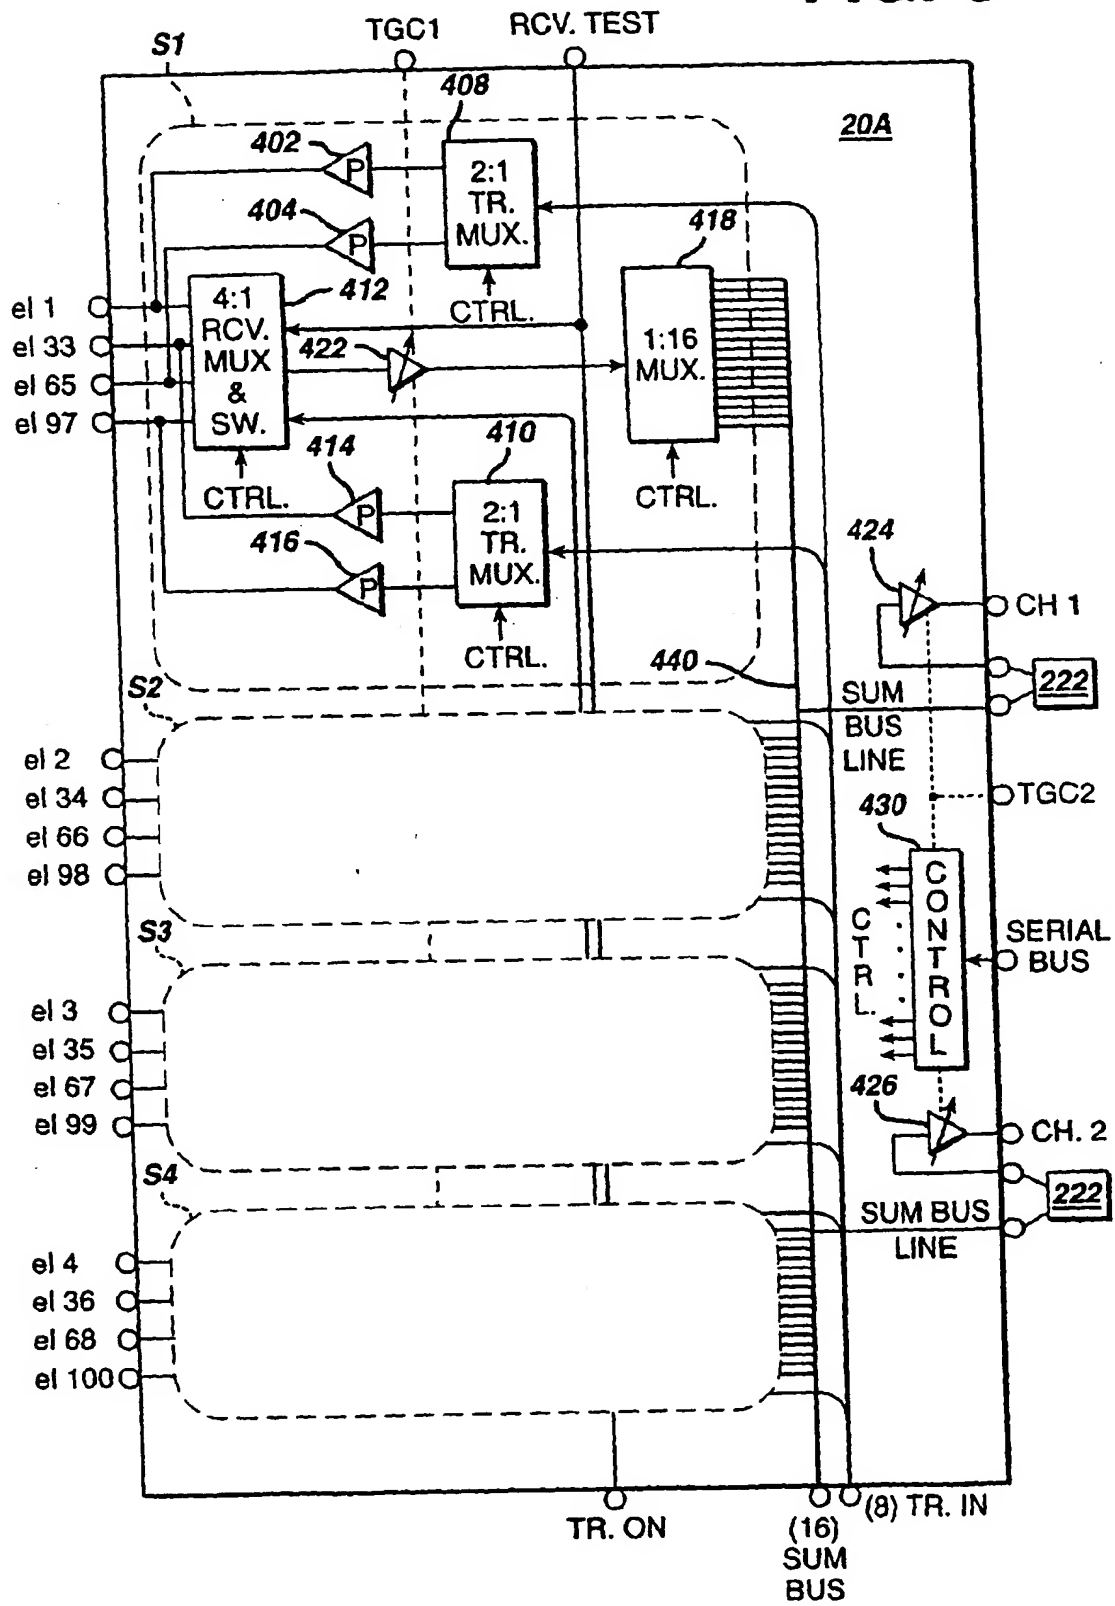 TGC1
RCV. TEST
S1
408
20A
402
P
2:1
TR.
MUX.
404
P
418
CTRL.
el 1
el 33
el 65
el 97
4:1
RCV.
MUX
&
SW.
412
422
1:16
MUX.
CTRL.
414
P
410
2:1
TR.
MUX.
CTRL.
416
P
CTRL.
424
CH 1
440
222
SUM
BUS
LINE
S2
el 2
el 34
el 66
el 98
TGC2
430
CONTROL
CTRL.
SERIAL
BUS
S3
el 3
el 35
el 67
el 99
426
CH. 2
222
SUM BUS
LINE
S4
el 4
el 36
el 68
el 100
TR. ON
(16)
SUM
BUS
(8) TR. IN